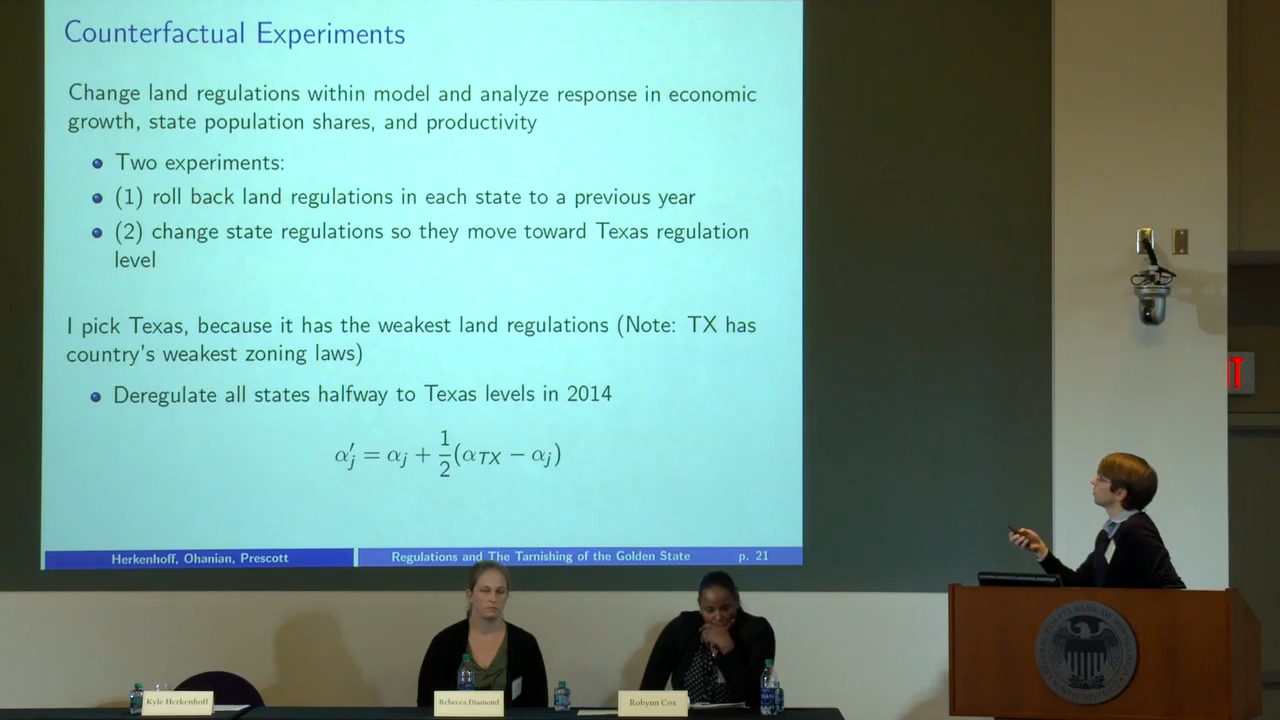 Counterfactual Experiments
Change land regulations within model and analyze response in economic
growth, state population shares, and productivity
Two experiments:
(1) roll back land regulations in each state to a previous year
(2) change state regulations so they move toward Texas regulation
level
I pick Texas, because it has the weakest land regulations (Note: TX has
country's weakest zoning laws)
Deregulate all states halfway to Texas levels in 2014
α′j = αj + 1/2(αTX − αj)
Herkenhoff, Ohanian, Prescott
Regulations and The Tarnishing of the Golden State
p. 21
IT
Kyle Herkenhoff
Rebecca Diamond
Robynn Cox